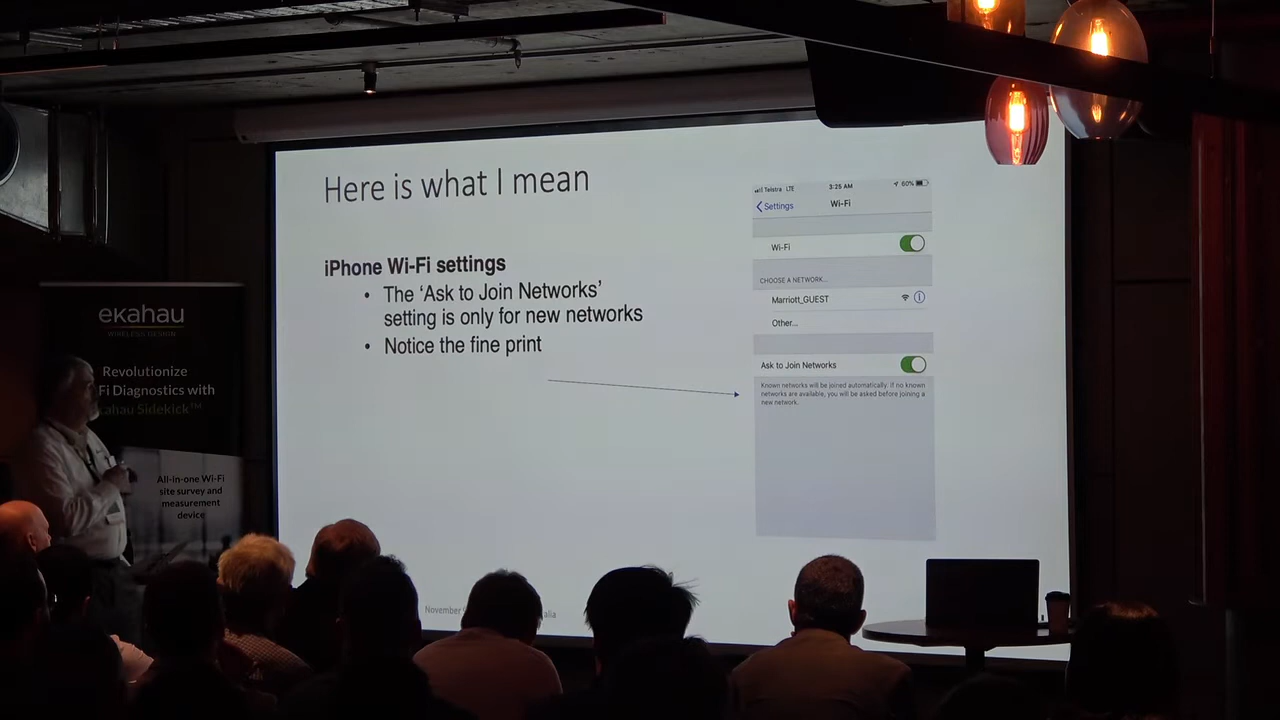 Here is what I mean
iPhone Wi-Fi settings
• The ‘Ask to Join Networks’
setting is only for new networks
• Notice the fine print
Telstra LTE 3:25 AM 60%
Settings Wi-Fi
Wi-Fi
CHOOSE A NETWORK...
Marriott_GUEST
Other...
Ask to Join Networks
Known networks will be joined automatically. If no known
networks are available, you will be asked before joining a
new network.
November
alia
ekahau
WIRELESS DESIGN
Revolutionize
Fi Diagnostics with
ahau Sidekick™
All-in-one Wi-Fi
site survey and
measurement
device